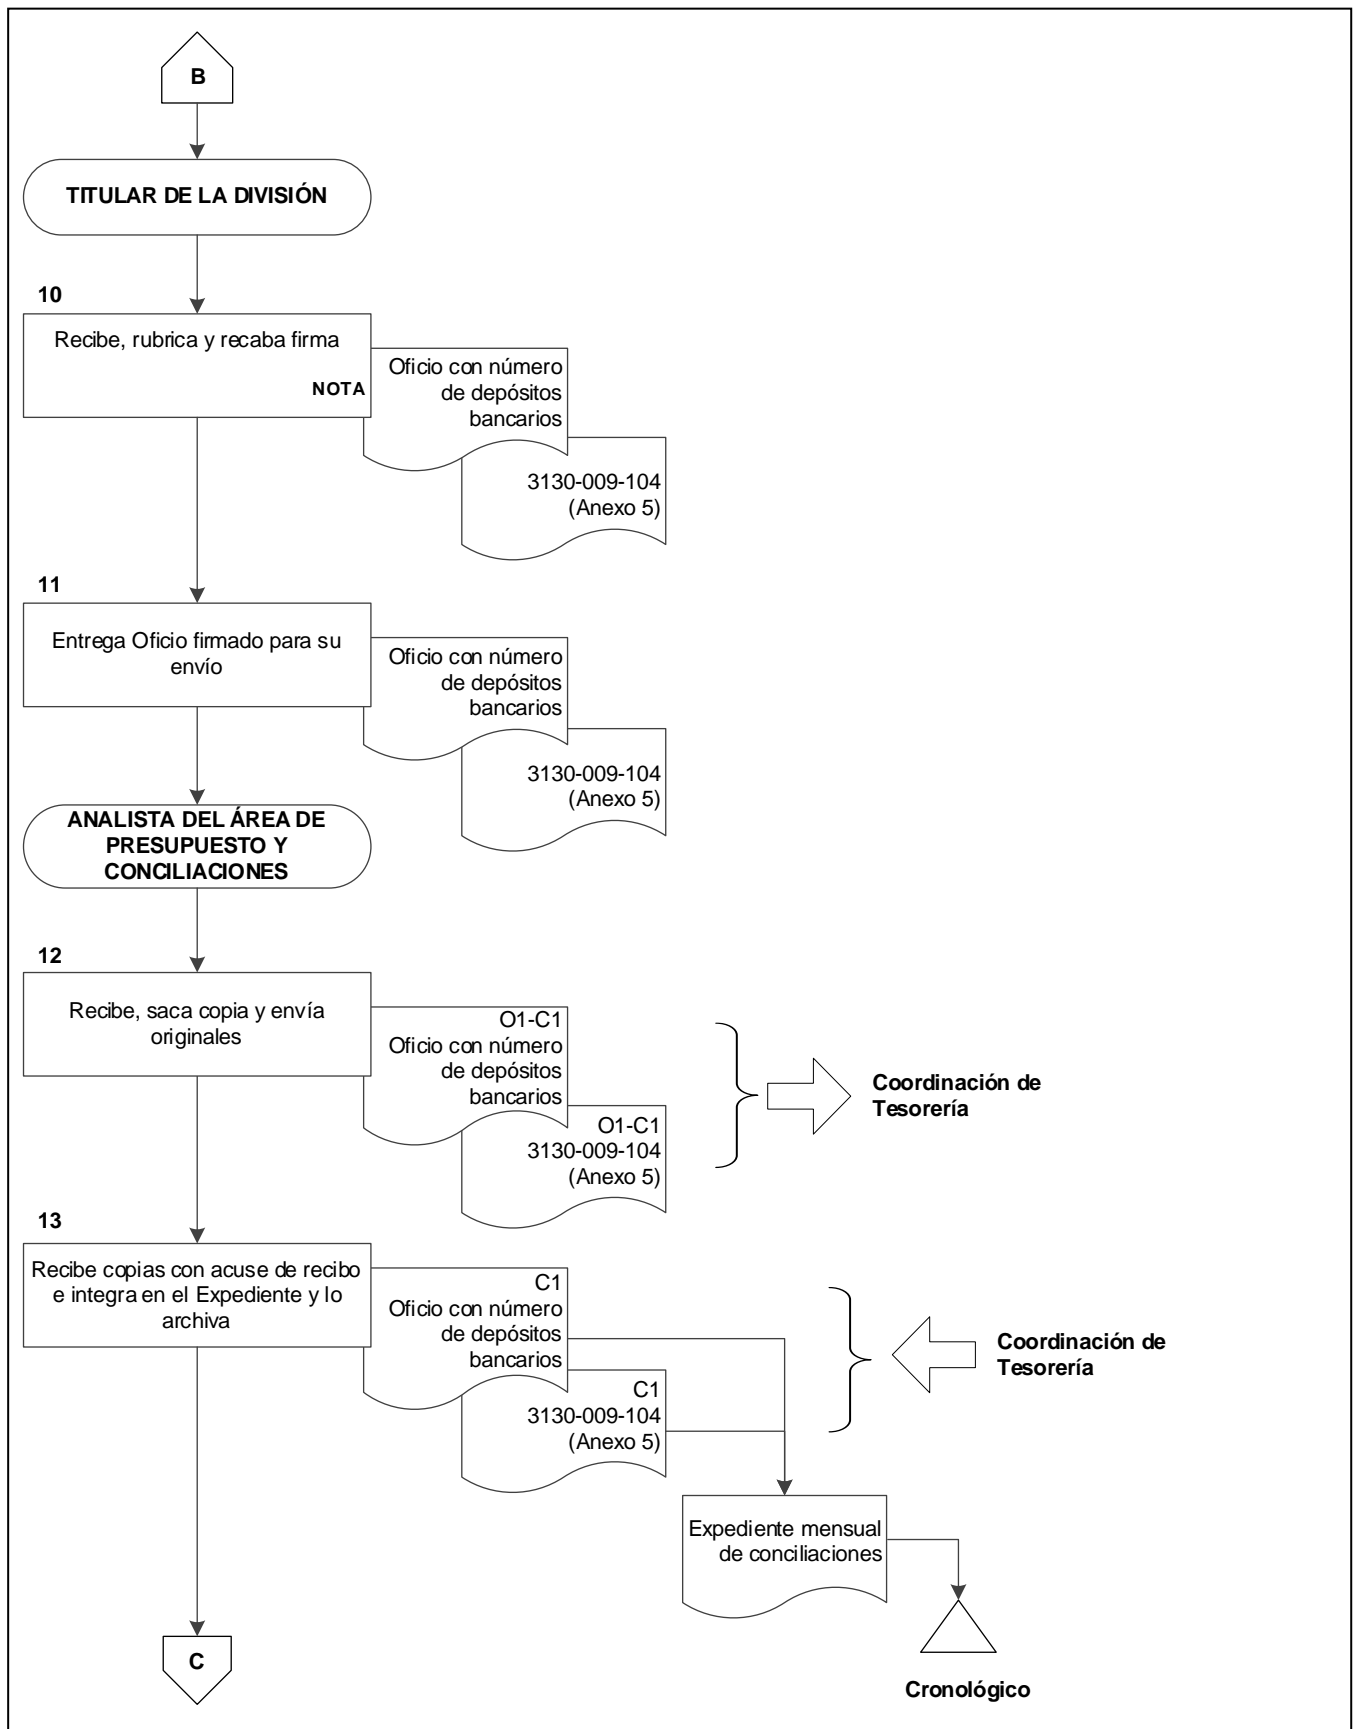 B
TITULAR DE LA DIVISIÓN
10
Recibe, rubrica y recaba firma
NOTA
Oficio con número
de depósitos
bancarios
3130-009-104
(Anexo 5)
11
Entrega Oficio firmado para su
envío
Oficio con número
de depósitos
bancarios
3130-009-104
(Anexo 5)
ANALISTA DEL ÁREA DE
PRESUPUESTO Y
CONCILIACIONES
12
Recibe, saca copia y envía
originales
O1-C1
Oficio con número
de depósitos
bancarios
O1-C1
3130-009-104
(Anexo 5)
Coordinación de
Tesorería
13
Recibe copias con acuse de recibo
e integra en el Expediente y lo
archiva
C1
Oficio con número
de depósitos
bancarios
C1
3130-009-104
(Anexo 5)
Coordinación de
Tesorería
Expediente mensual
de conciliaciones
Cronológico
C